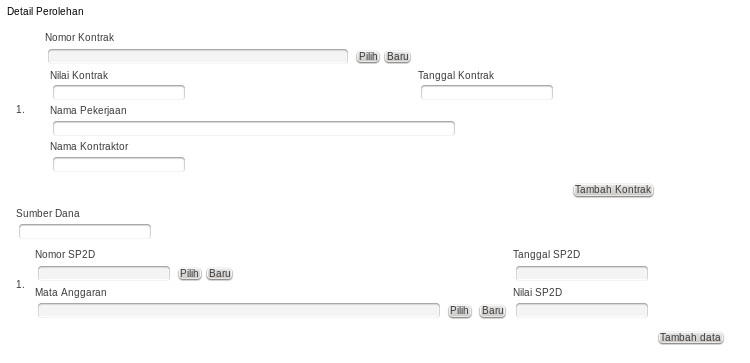 Detail Perolehan
Nomor Kontrak
Pilih Baru
Nilai Kontrak Tanggal Kontrak
1. Nama Pekerjaan
Nama Kontraktor
Tambah Kontrak
Sumber Dana
Nomor SP2D Tanggal SP2D
Pilih Baru
1. Mata Anggaran Nilai SP2D
Pilih Baru
Tambah data